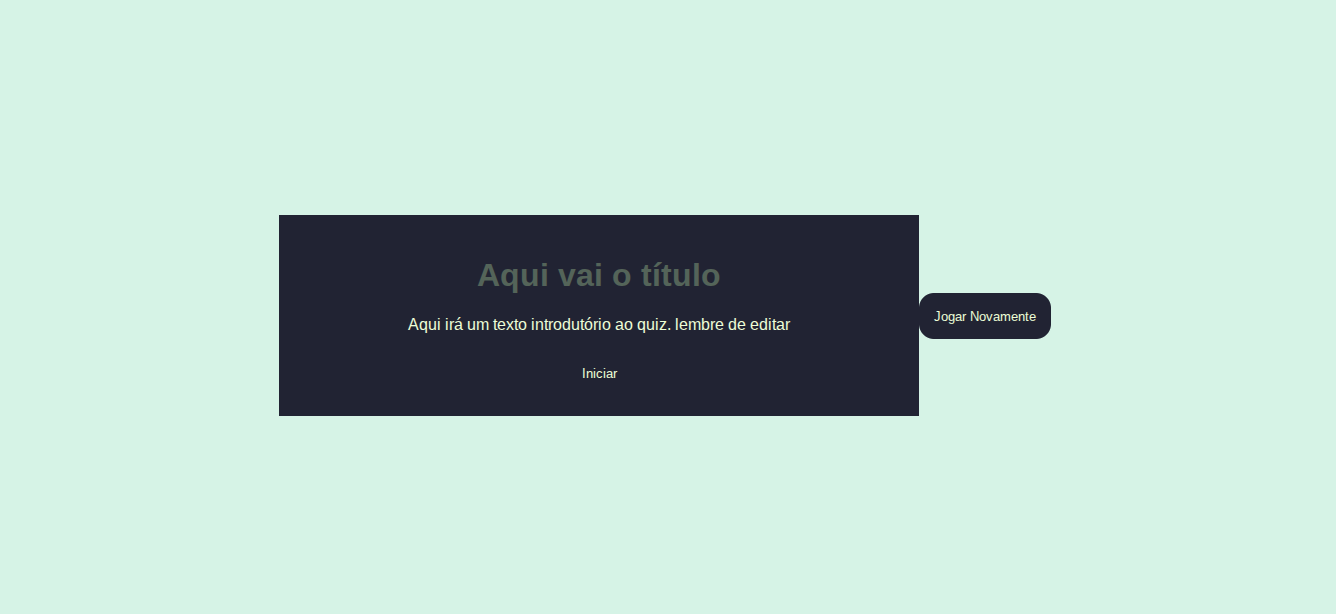 Aqui vai o título
Aqui irá um texto introdutório ao quiz. lembre de editar
Jogar Novamente
Iniciar